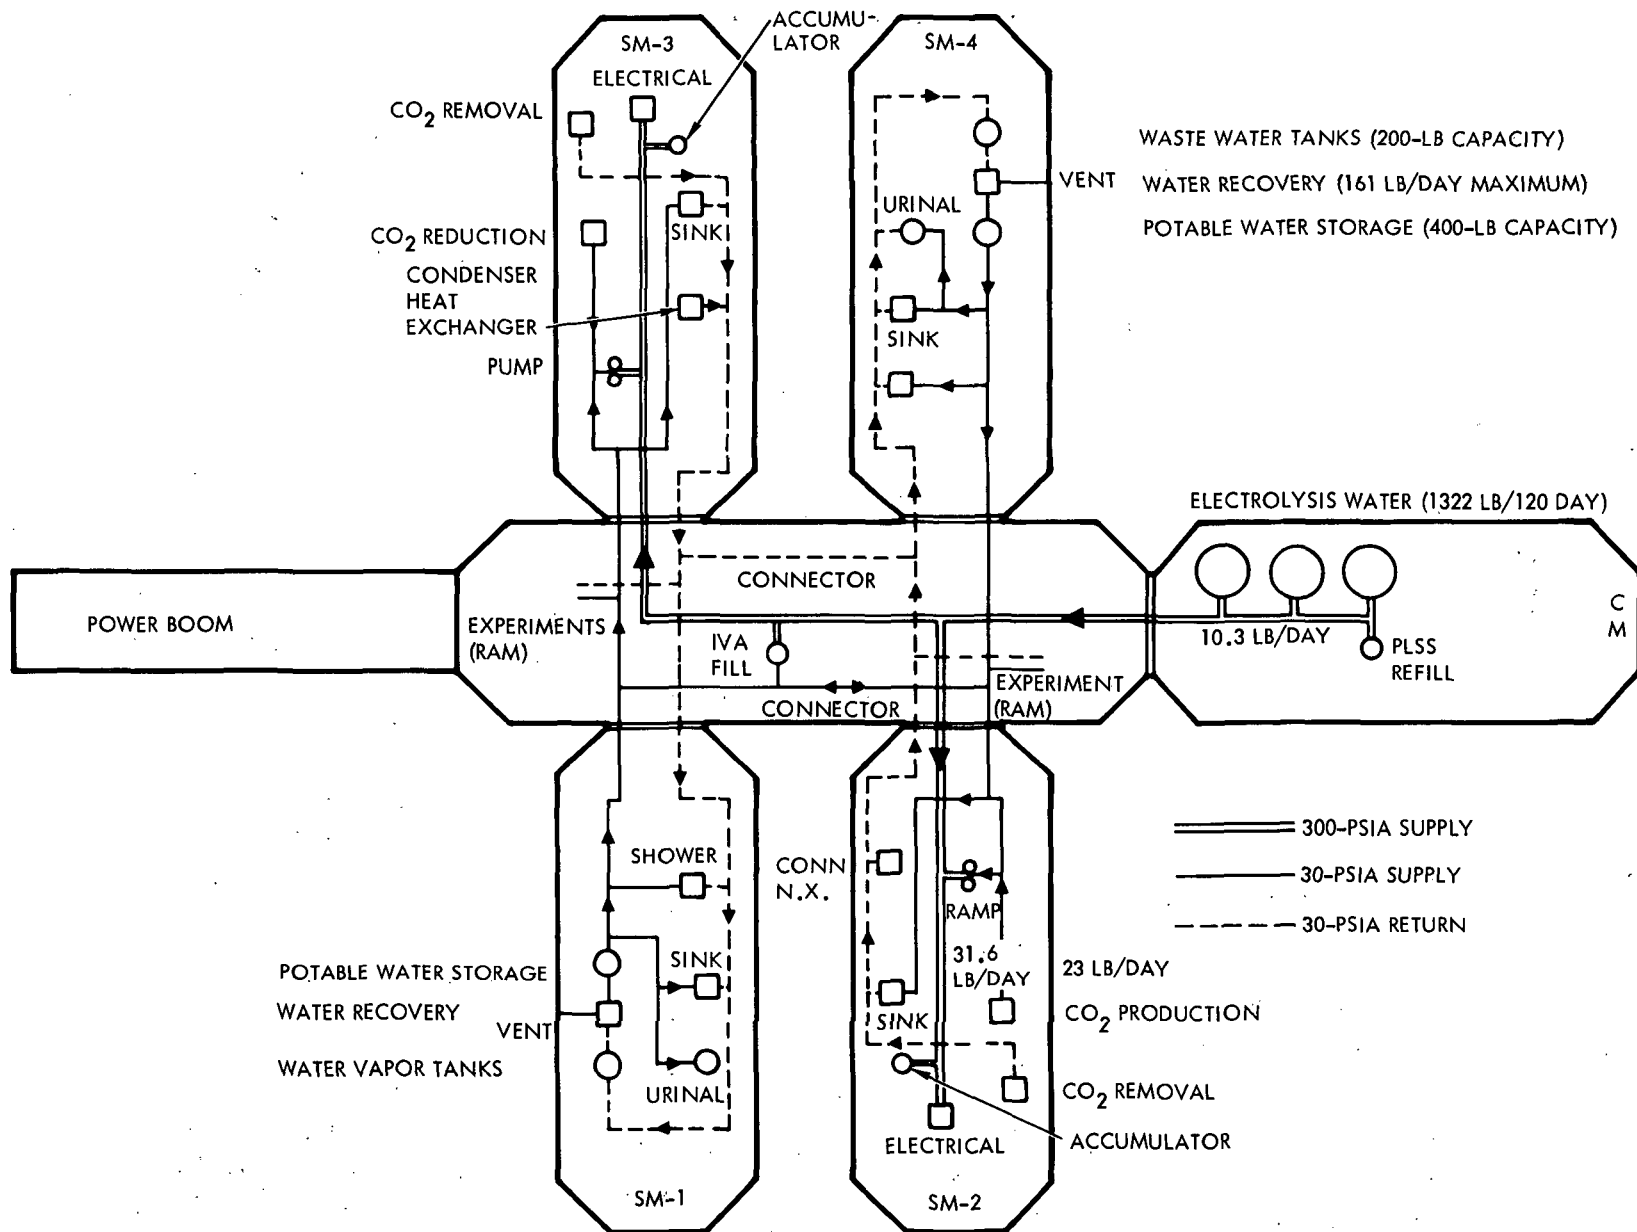 ACCUMU-
LATOR
SM-3
SM-4
ELECTRICAL
CO2 REMOVAL
WASTE WATER TANKS (200-LB CAPACITY)
VENT
WATER RECOVERY (161 LB/DAY MAXIMUM)
URINAL
POTABLE WATER STORAGE (400-LB CAPACITY)
SINK
CO2 REDUCTION
CONDENSER
HEAT
EXCHANGER
SINK
PUMP
ELECTROLYSIS WATER (1322 LB/120 DAY)
CONNECTOR
POWER BOOM
EXPERIMENTS
(RAM)
IVA
FILL
10.3 LB/DAY
PLSS
REFILL
C
M
EXPERIMENT
(RAM)
CONNECTOR
SHOWER
CONN
N.X.
RAMP
300-PSIA SUPPLY
30-PSIA SUPPLY
30-PSIA RETURN
POTABLE WATER STORAGE
SINK
31.6
LB/DAY
23 LB/DAY
WATER RECOVERY
VENT
SINK
CO2 PRODUCTION
WATER VAPOR TANKS
URINAL
CO2 REMOVAL
ELECTRICAL
ACCUMULATOR
SM-1
SM-2